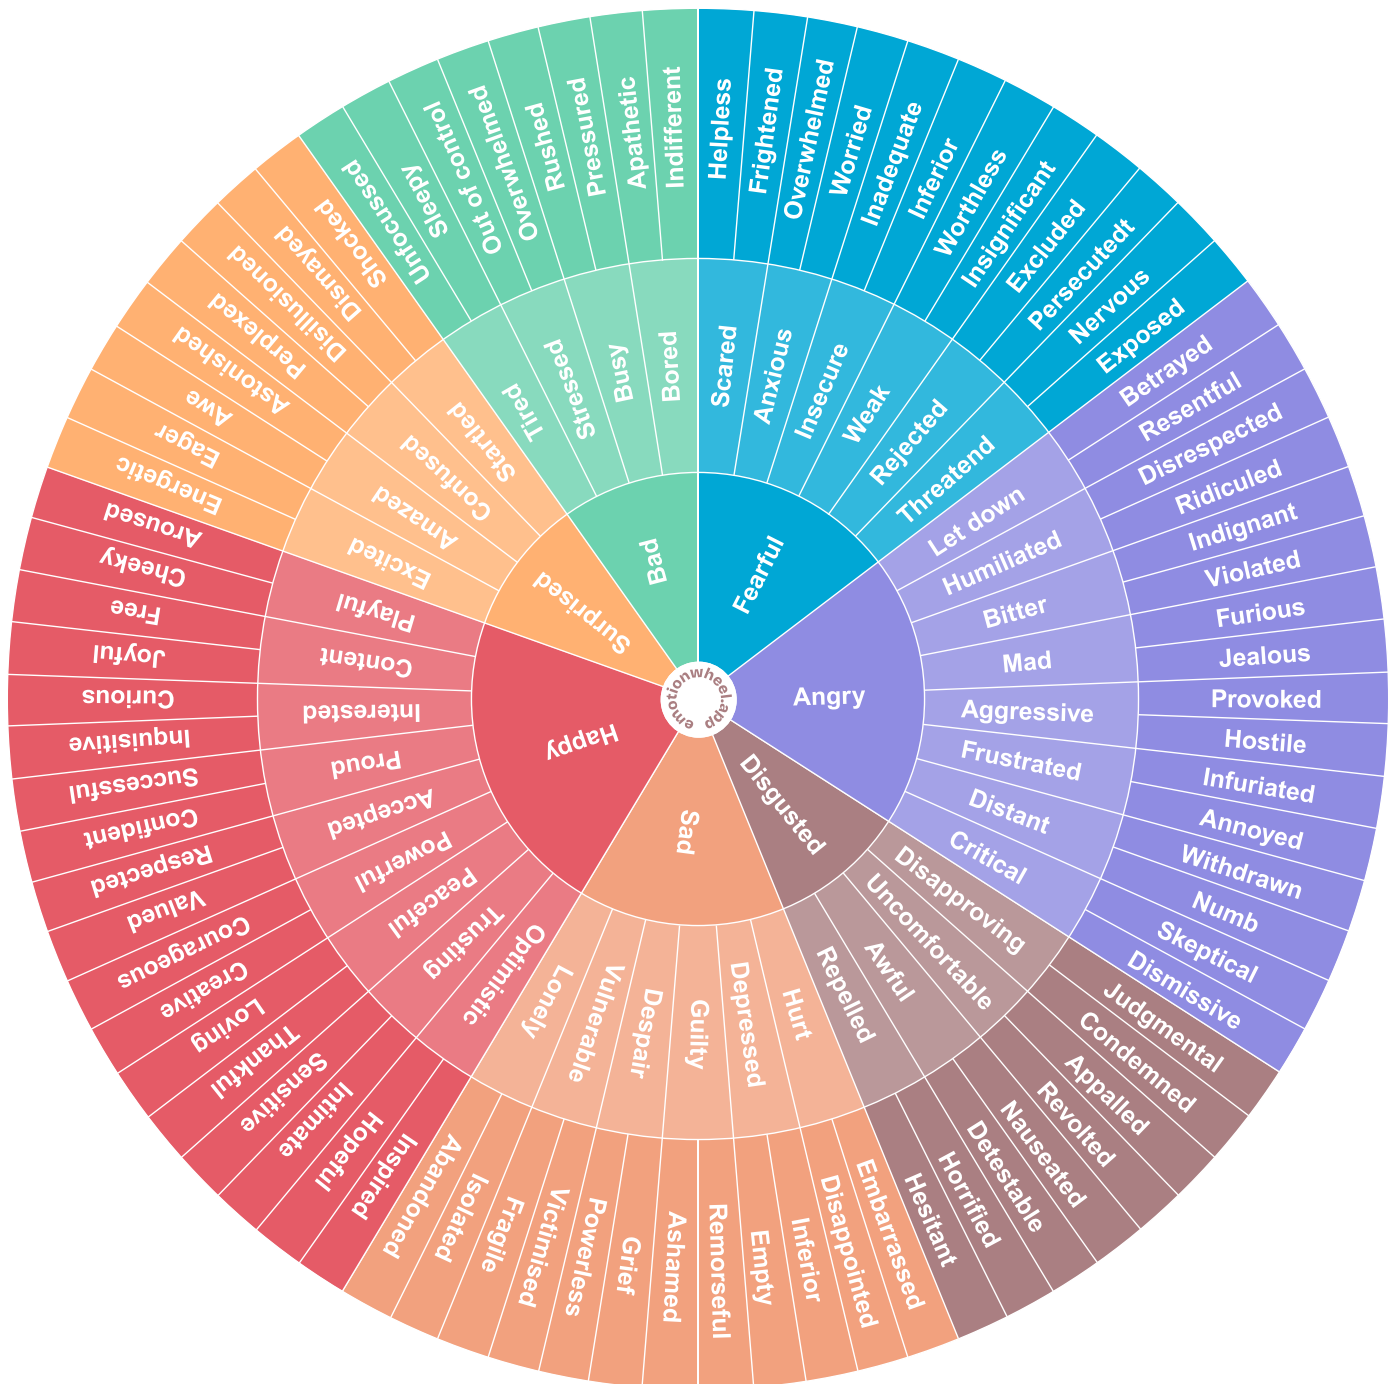 emotionwheel.app
Fearful
Angry
Disgusted
Sad
Happy
Surprised
Bad
Scared
Anxious
Insecure
Weak
Rejected
Threatend
Let down
Humiliated
Bitter
Mad
Aggressive
Frustrated
Distant
Critical
Disapproving
Uncomfortable
Awful
Repelled
Hurt
Depressed
Guilty
Despair
Vulnerable
Lonely
Optimistic
Trusting
Peaceful
Powerful
Accepted
Proud
Interested
Content
Playful
Excited
Amazed
Confused
Startled
Tired
Stressed
Busy
Bored
Helpless
Frightened
Overwhelmed
Worried
Inadequate
Inferior
Worthless
Insignificant
Excluded
Persecutedt
Nervous
Exposed
Betrayed
Resentful
Disrespected
Ridiculed
Indignant
Violated
Furious
Jealous
Provoked
Hostile
Infuriated
Annoyed
Withdrawn
Numb
Skeptical
Dismissive
Judgmental
Condemned
Appalled
Revolted
Nauseated
Detestable
Horrified
Hesitant
Embarrassed
Disappointed
Inferior
Empty
Remorseful
Ashamed
Grief
Powerless
Victimised
Fragile
Isolated
Abandoned
Inspired
Hopeful
Intimate
Sensitive
Thankful
Loving
Creative
Courageous
Valued
Respected
Confident
Successful
Inquisitive
Curious
Joyful
Free
Cheeky
Aroused
Energetic
Eager
Awe
Astonished
Perplexed
Disillusioned
Dismayed
Shocked
Unfocussed
Sleepy
Out of control
Overwhelmed
Rushed
Pressured
Apathetic
Indifferent